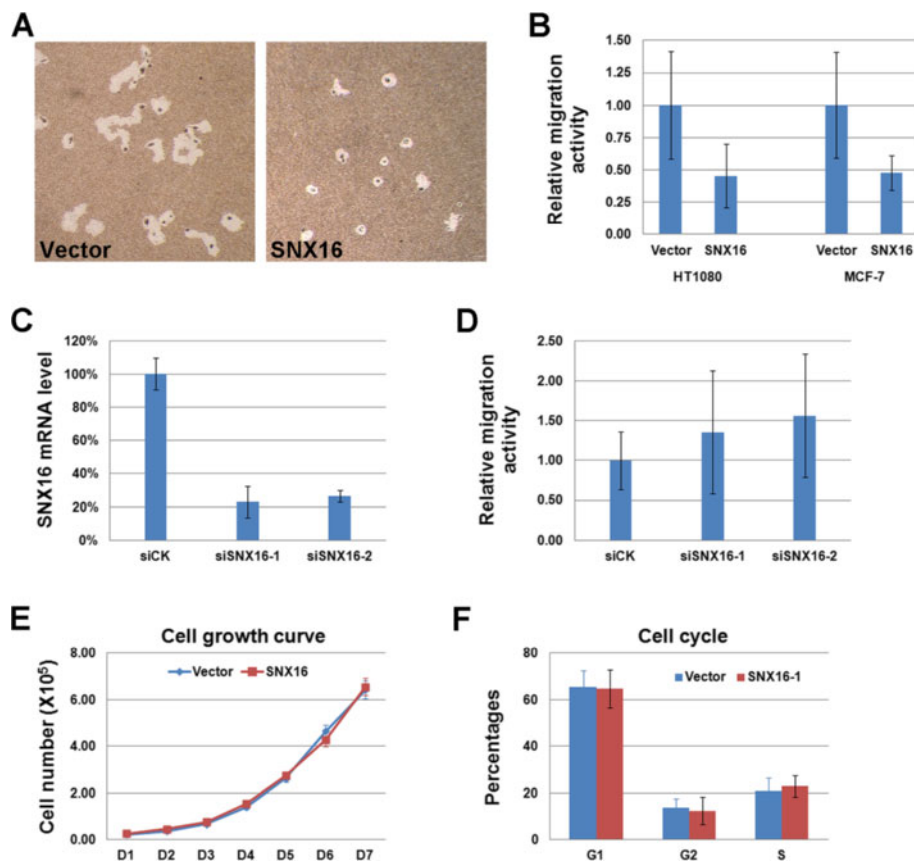 A
Vector
SNX16
B
Relative migration activity
1.50
1.25
1.00
0.75
0.50
0.25
0.00
Vector SNX16 Vector SNX16
HT1080 MCF-7
C
SNX16 mRNA level
120%
100%
80%
60%
40%
20%
0%
siCK siSNX16-1 siSNX16-2
D
Relative migration activity
2.50
2.00
1.50
1.00
0.50
0.00
siCK siSNX16-1 siSNX16-2
E
Cell growth curve
Vector SNX16
Cell number (X10⁵)
8.00
6.00
4.00
2.00
0.00
D1 D2 D3 D4 D5 D6 D7
F
Cell cycle
Vector SNX16-1
Percentages
80
60
40
20
0
G1 G2 S